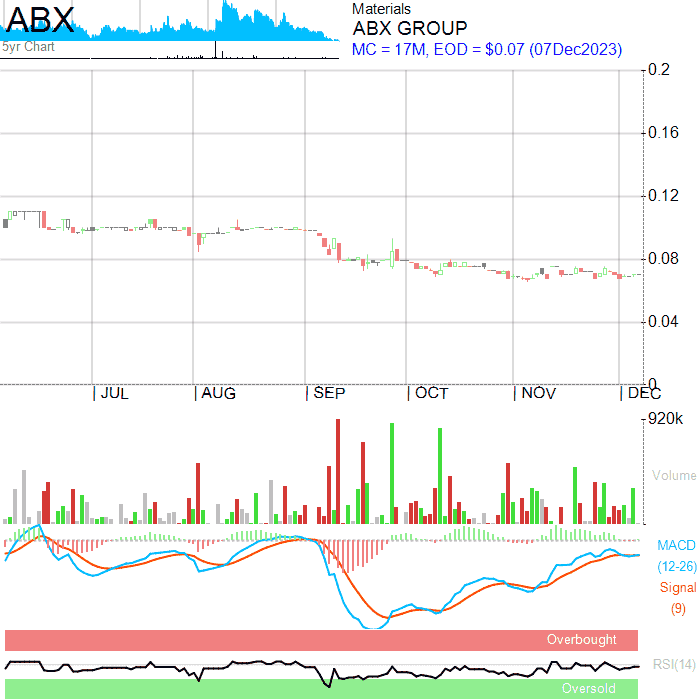 ABX
5yr Chart
Materials
ABX GROUP
MC = 17M, EOD = $0.07 (07Dec2023)
0.2
0.16
0.12
0.08
0.04
0
JUL
AUG
SEP
OCT
NOV
DEC
920k
Volume
MACD
(12-26)
Signal
(9)
Overbought
RSI(14)
Oversold